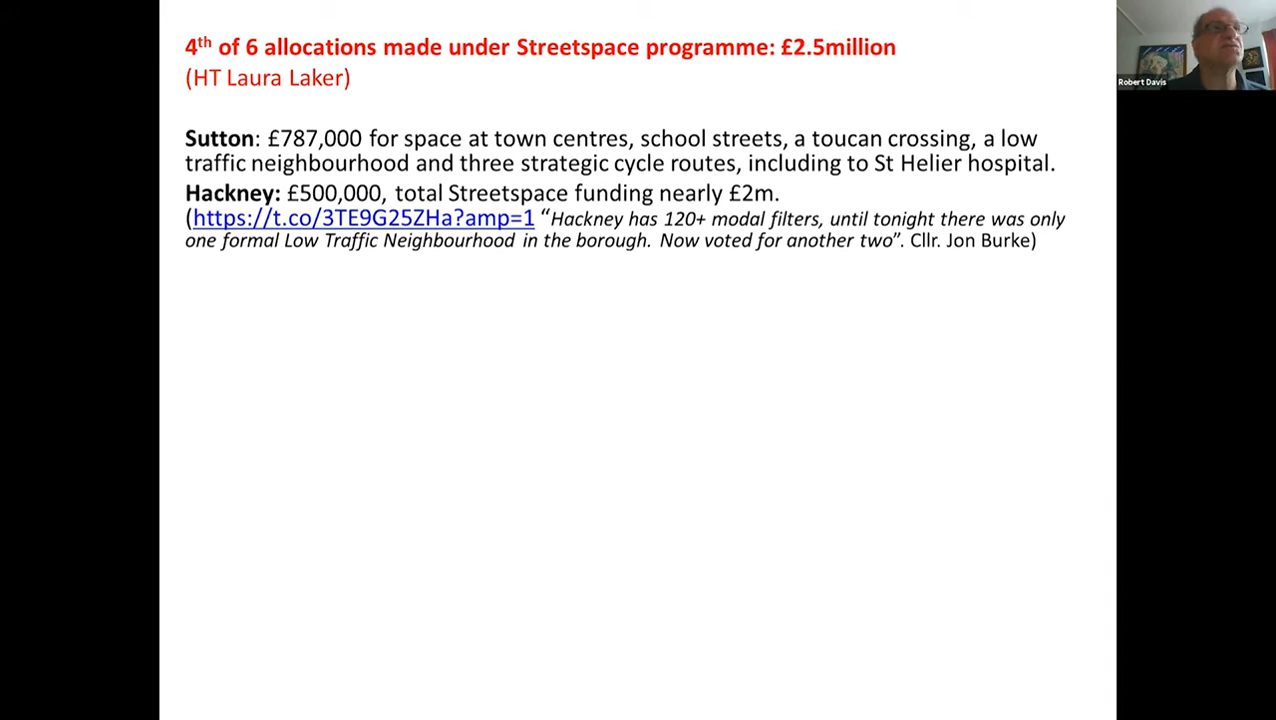 4th of 6 allocations made under Streetspace programme: £2.5million
(HT Laura Laker)
Sutton: £787,000 for space at town centres, school streets, a toucan crossing, a low
traffic neighbourhood and three strategic cycle routes, including to St Helier hospital.
Hackney: £500,000, total Streetspace funding nearly £2m.
(https://t.co/3TE9G25ZHa?amp=1 “Hackney has 120+ modal filters, until tonight there was only
one formal Low Traffic Neighbourhood in the borough. Now voted for another two”. Cllr. Jon Burke)
Robert Davis